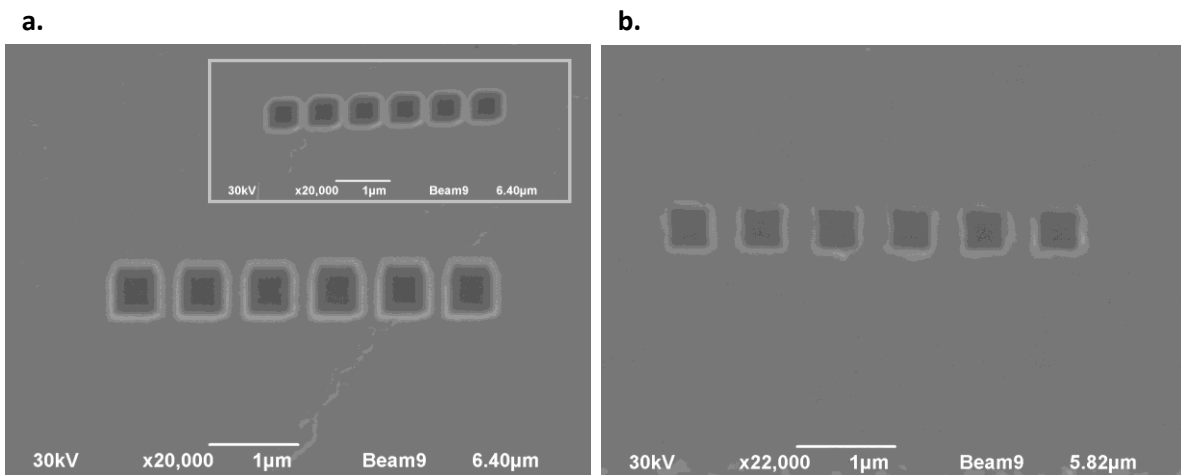 a.
b.
30kV x20,000 1µm Beam9 6.40µm
30kV x20,000 1µm Beam9 6.40µm
30kV x22,000 1µm Beam9 5.82µm